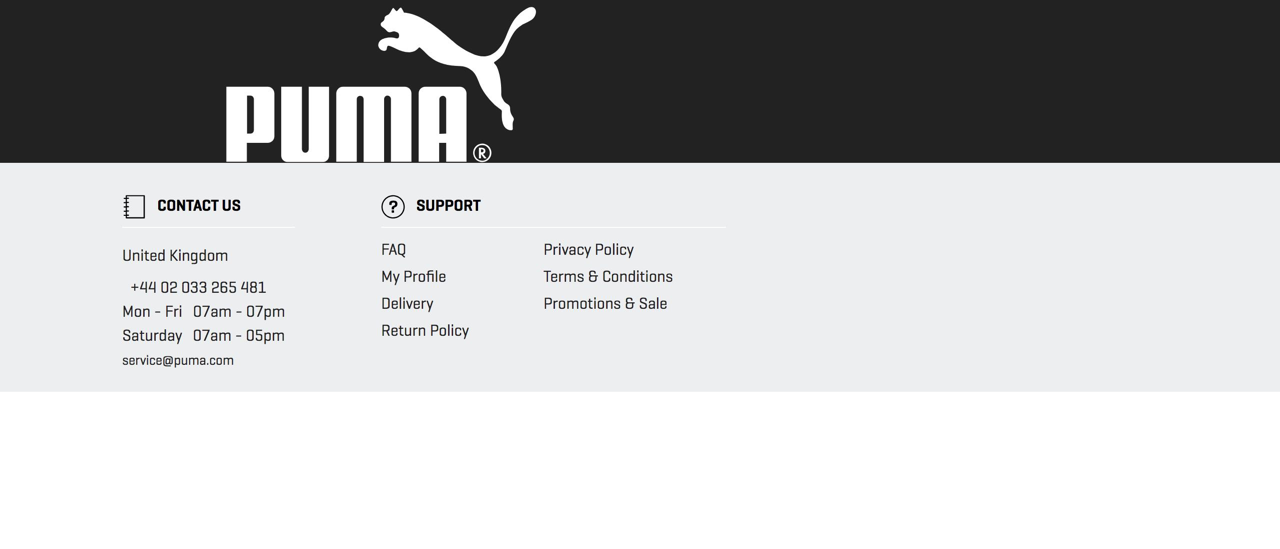 PUMA®
CONTACT US
United Kingdom
+44 02 033 265 481
Mon - Fri 07am - 07pm
Saturday 07am - 05pm
service@puma.com
SUPPORT
FAQ
My Profile
Delivery
Return Policy
Privacy Policy
Terms & Conditions
Promotions & Sale